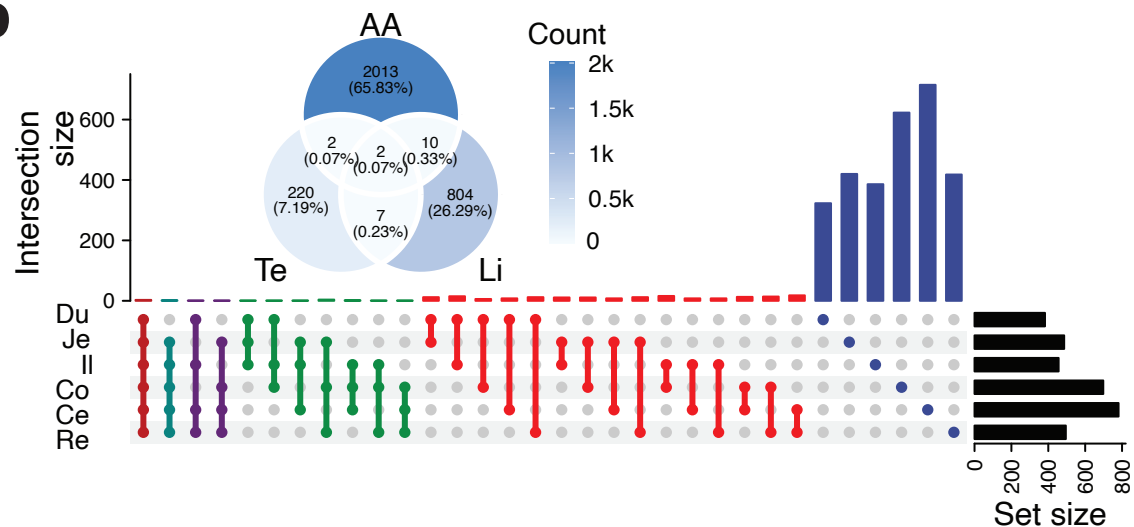 AA
Count
2013
(65.83%)
2
(0.07%)
2
(0.07%)
10
(0.33%)
220
(7.19%)
804
(26.29%)
7
(0.23%)
Te
Li
2k
1.5k
1k
0.5k
0
Intersection
size
600
400
200
0
Du
Je
Il
Co
Ce
Re
0
200
400
600
800
Set size